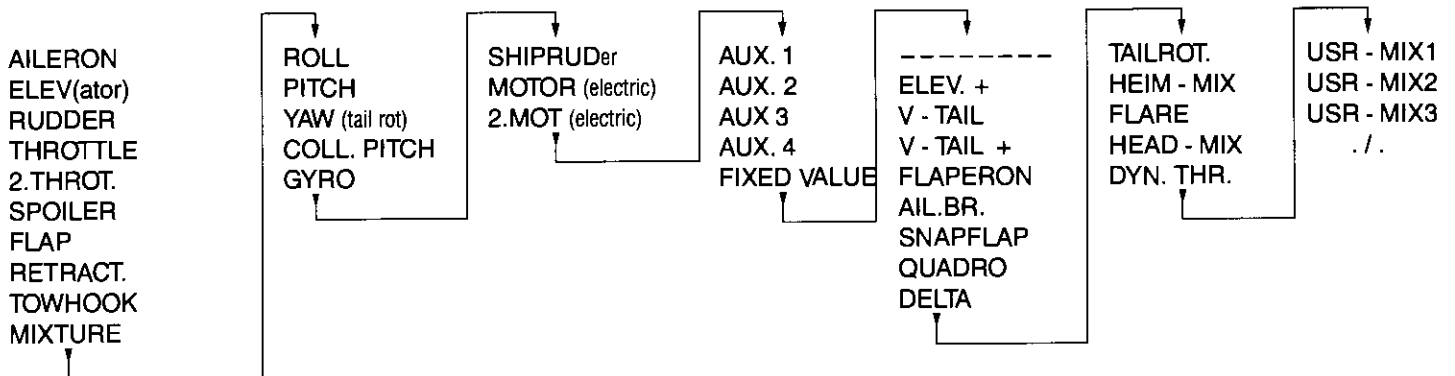 AILERON
ELEV(ator)
RUDDER
THROTTLE
2.THROT.
SPOILER
FLAP
RETRACT.
TOWHOOK
MIXTURE
ROLL
PITCH
YAW (tail rot)
COLL. PITCH
GYRO
SHIPRUDer
MOTOR (electric)
2.MOT (electric)
AUX. 1
AUX. 2
AUX 3
AUX. 4
FIXED VALUE
---------
ELEV. +
V - TAIL
V - TAIL +
FLAPERON
AIL.BR.
SNAPFLAP
QUADRO
DELTA
TAILROT.
HEIM - MIX
FLARE
HEAD - MIX
DYN. THR.
USR - MIX1
USR - MIX2
USR - MIX3
. / .